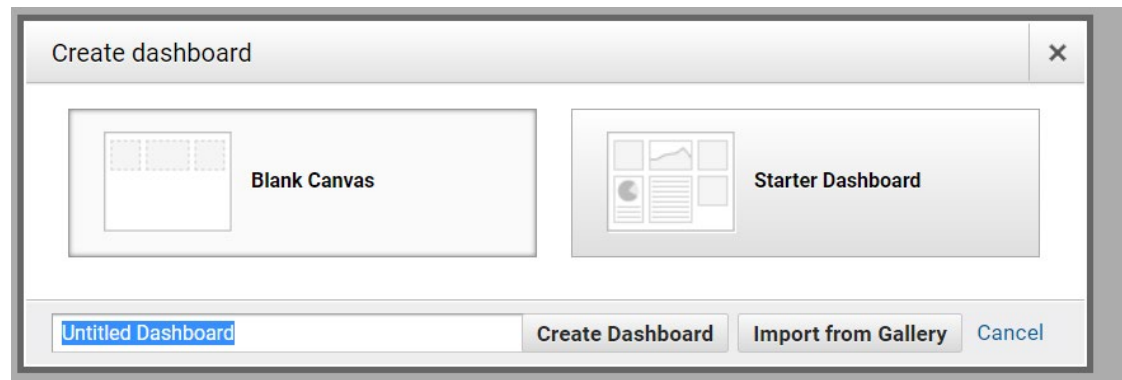 Create dashboard
Blank Canvas
Starter Dashboard
Untitled Dashboard
Create Dashboard
Import from Gallery
Cancel